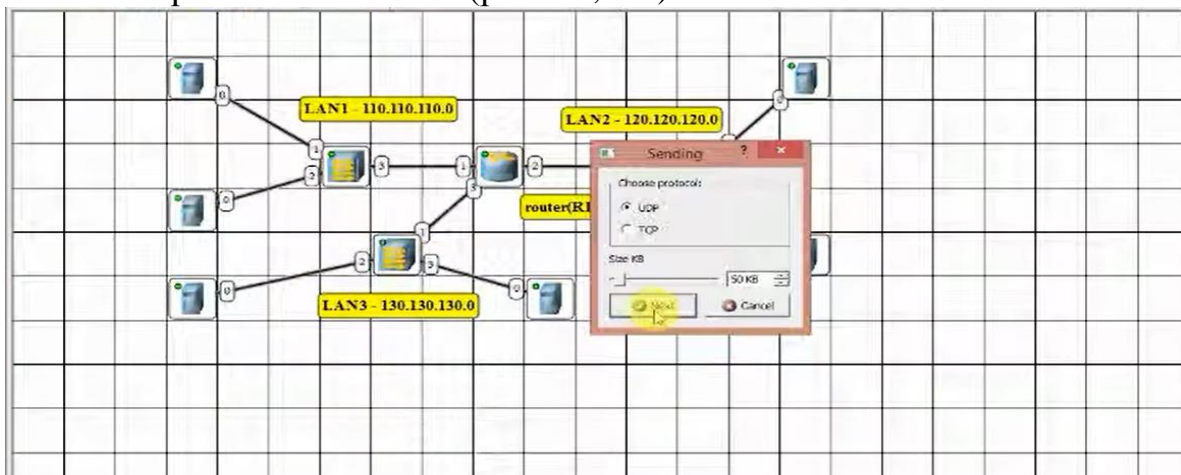 LAN1 - 110.110.110.0
LAN2 - 120.120.120.0
router(R1
LAN3 - 130.130.130.0
Sending
?
Choose protocol:
UDP
TCP
Size KB
50 KB
Next
Cancel
0
0
0
0
0
1
2
3
1
2
3
1
2
3